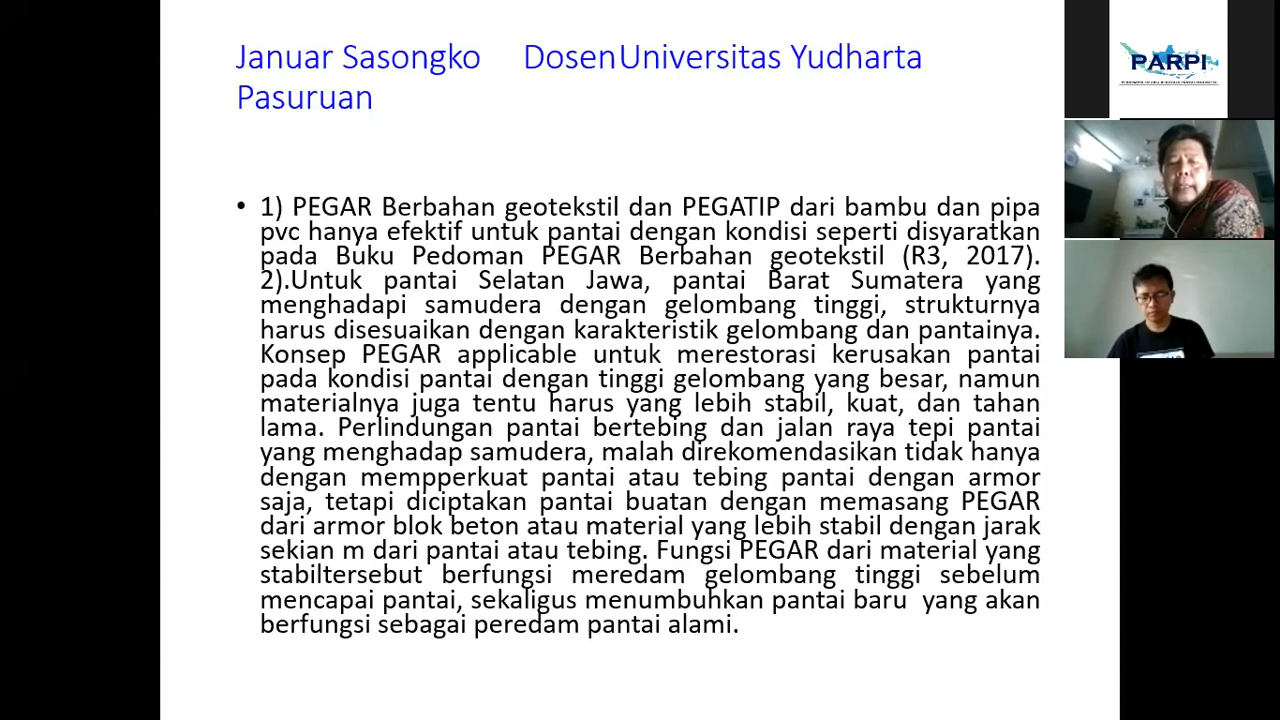 Januar Sasongko DosenUniversitas Yudharta
Pasuruan
• 1) PEGAR Berbahan geotekstil dan PEGATIP dari bambu dan pipa
pvc hanya efektif untuk pantai dengan kondisi seperti disyaratkan
pada Buku Pedoman PEGAR Berbahan geotekstil (R3, 2017).
2).Untuk pantai Selatan Jawa, pantai Barat Sumatera yang
menghadapi samudera dengan gelombang tinggi, strukturnya
harus disesuaikan dengan karakteristik gelombang dan pantainya.
Konsep PEGAR applicable untuk merestorasi kerusakan pantai
pada kondisi pantai dengan tinggi gelombang yang besar, namun
materialnya juga tentu harus yang lebih stabil, kuat, dan tahan
lama. Perlindungan pantai bertebing dan jalan raya tepi pantai
yang menghadap samudera, malah direkomendasikan tidak hanya
dengan mempperkuat pantai atau tebing pantai dengan armor
saja, tetapi diciptakan pantai buatan dengan memasang PEGAR
dari armor blok beton atau material yang lebih stabil dengan jarak
sekian m dari pantai atau tebing. Fungsi PEGAR dari material yang
stabiltersebut berfungsi meredam gelombang tinggi sebelum
mencapai pantai, sekaligus menumbuhkan pantai baru yang akan
berfungsi sebagai peredam pantai alami.
PARPI